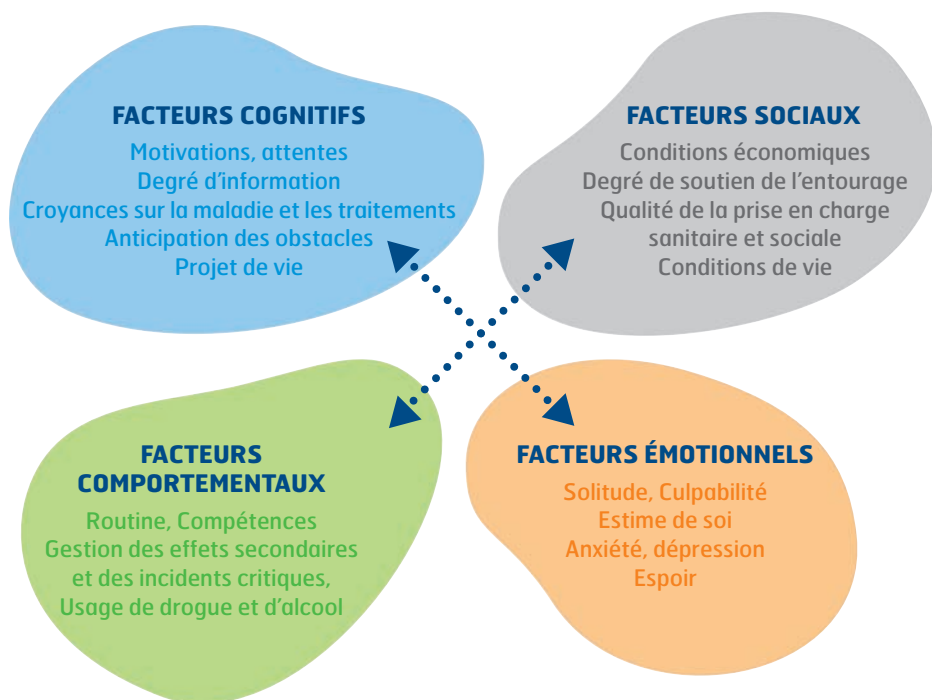 FACTEURS COGNITIFS
Motivations, attentes
Degré d’information
Croyances sur la maladie et les traitements
Anticipation des obstacles
Projet de vie
FACTEURS SOCIAUX
Conditions économiques
Degré de soutien de l’entourage
Qualité de la prise en charge
sanitaire et sociale
Conditions de vie
FACTEURS
COMPORTEMENTAUX
Routine, Compétences
Gestion des effets secondaires
et des incidents critiques,
Usage de drogue et d’alcool
FACTEURS ÉMOTIONNELS
Solitude, Culpabilité
Estime de soi
Anxiété, dépression
Espoir